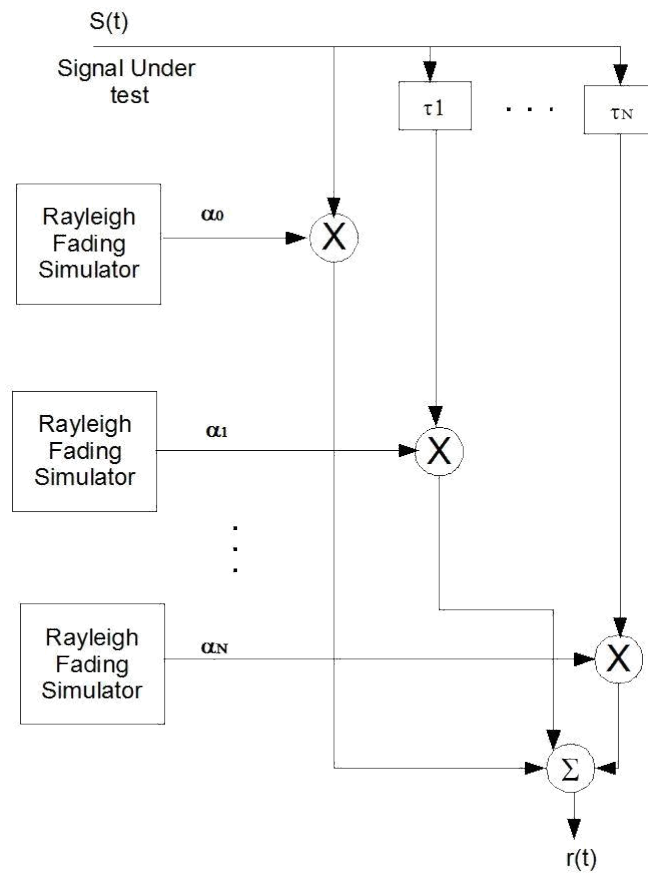 S(t)
Signal Under
test
τ1
. . .
τN
Rayleigh
Fading
Simulator
α0
X
Rayleigh
Fading
Simulator
α1
X
.
.
.
Rayleigh
Fading
Simulator
αN
X
Σ
r(t)